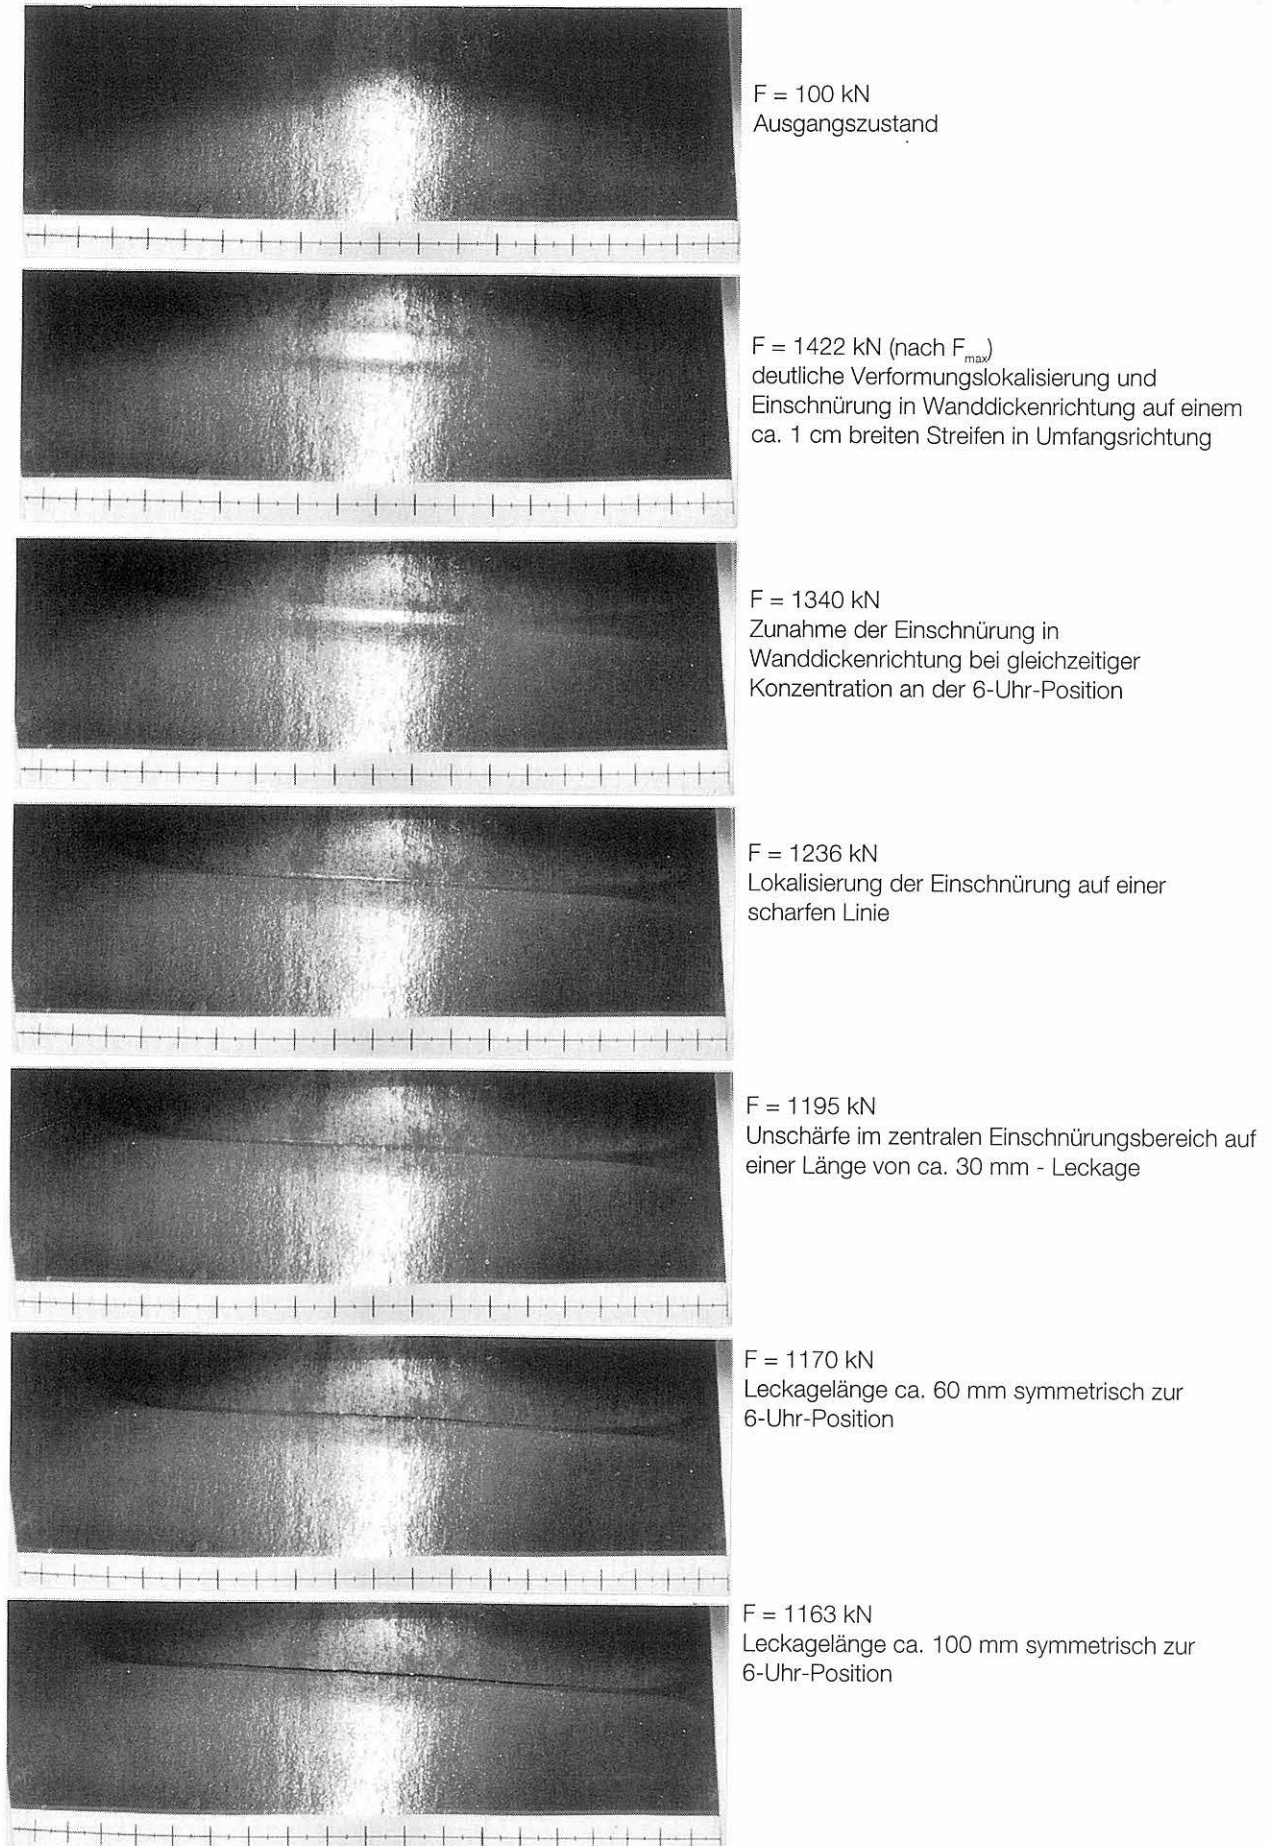 F = 100 kN
Ausgangszustand
F = 1422 kN (nach Fmax)
deutliche Verformungslokalisierung und
Einschnürung in Wanddickenrichtung auf einem
ca. 1 cm breiten Streifen in Umfangsrichtung
F = 1340 kN
Zunahme der Einschnürung in
Wanddickenrichtung bei gleichzeitiger
Konzentration an der 6-Uhr-Position
F = 1236 kN
Lokalisierung der Einschnürung auf einer
scharfen Linie
F = 1195 kN
Unschärfe im zentralen Einschnürungsbereich auf
einer Länge von ca. 30 mm - Leckage
F = 1170 kN
Leckagelänge ca. 60 mm symmetrisch zur
6-Uhr-Position
F = 1163 kN
Leckagelänge ca. 100 mm symmetrisch zur
6-Uhr-Position